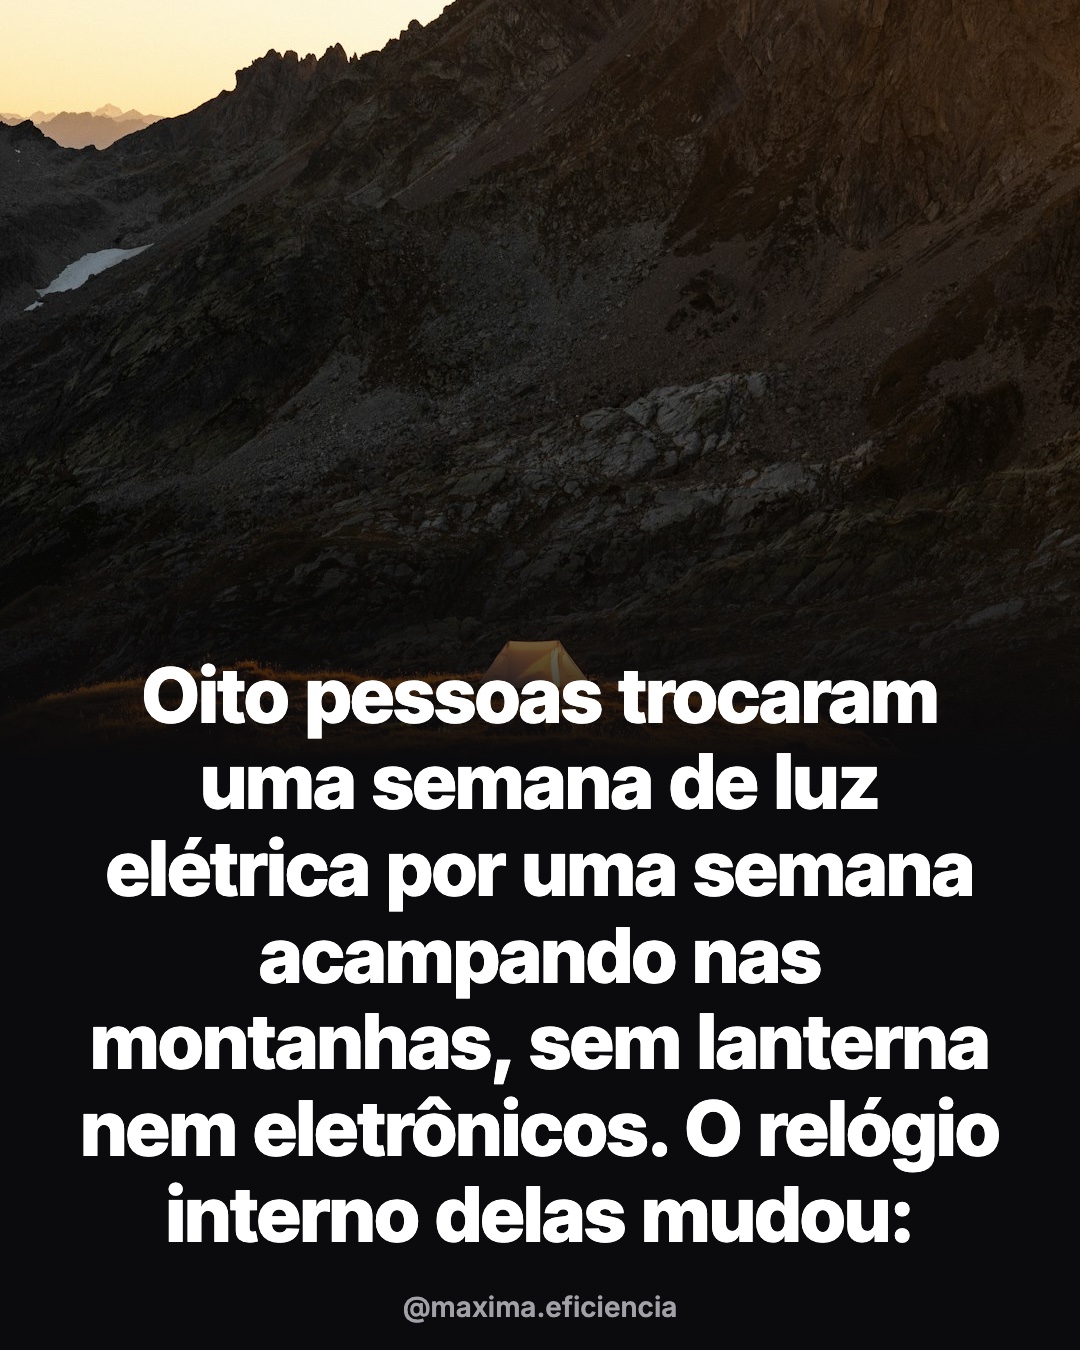 Oito pessoas trocaram
uma semana de luz
elétrica por uma semana
acampando nas
montanhas, sem lanterna
nem eletrônicos. O relógio
interno delas mudou:
@maxima.eficiencia